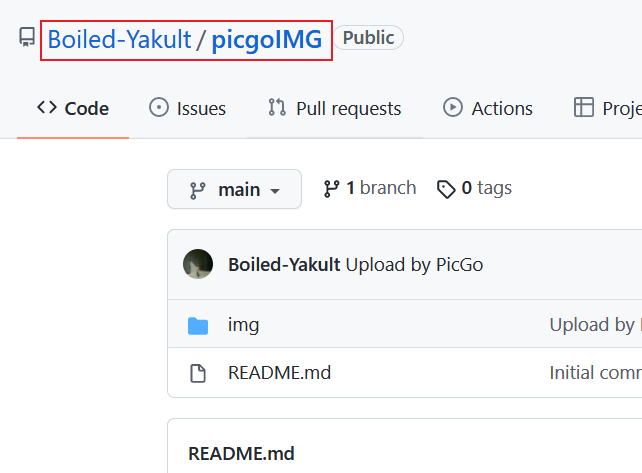 Boiled-Yakult / picgoIMG Public
Code Issues Pull requests Actions Proje
main 1 branch 0 tags
Boiled-Yakult Upload by PicGo
img Upload by
README.md Initial comm
README.md